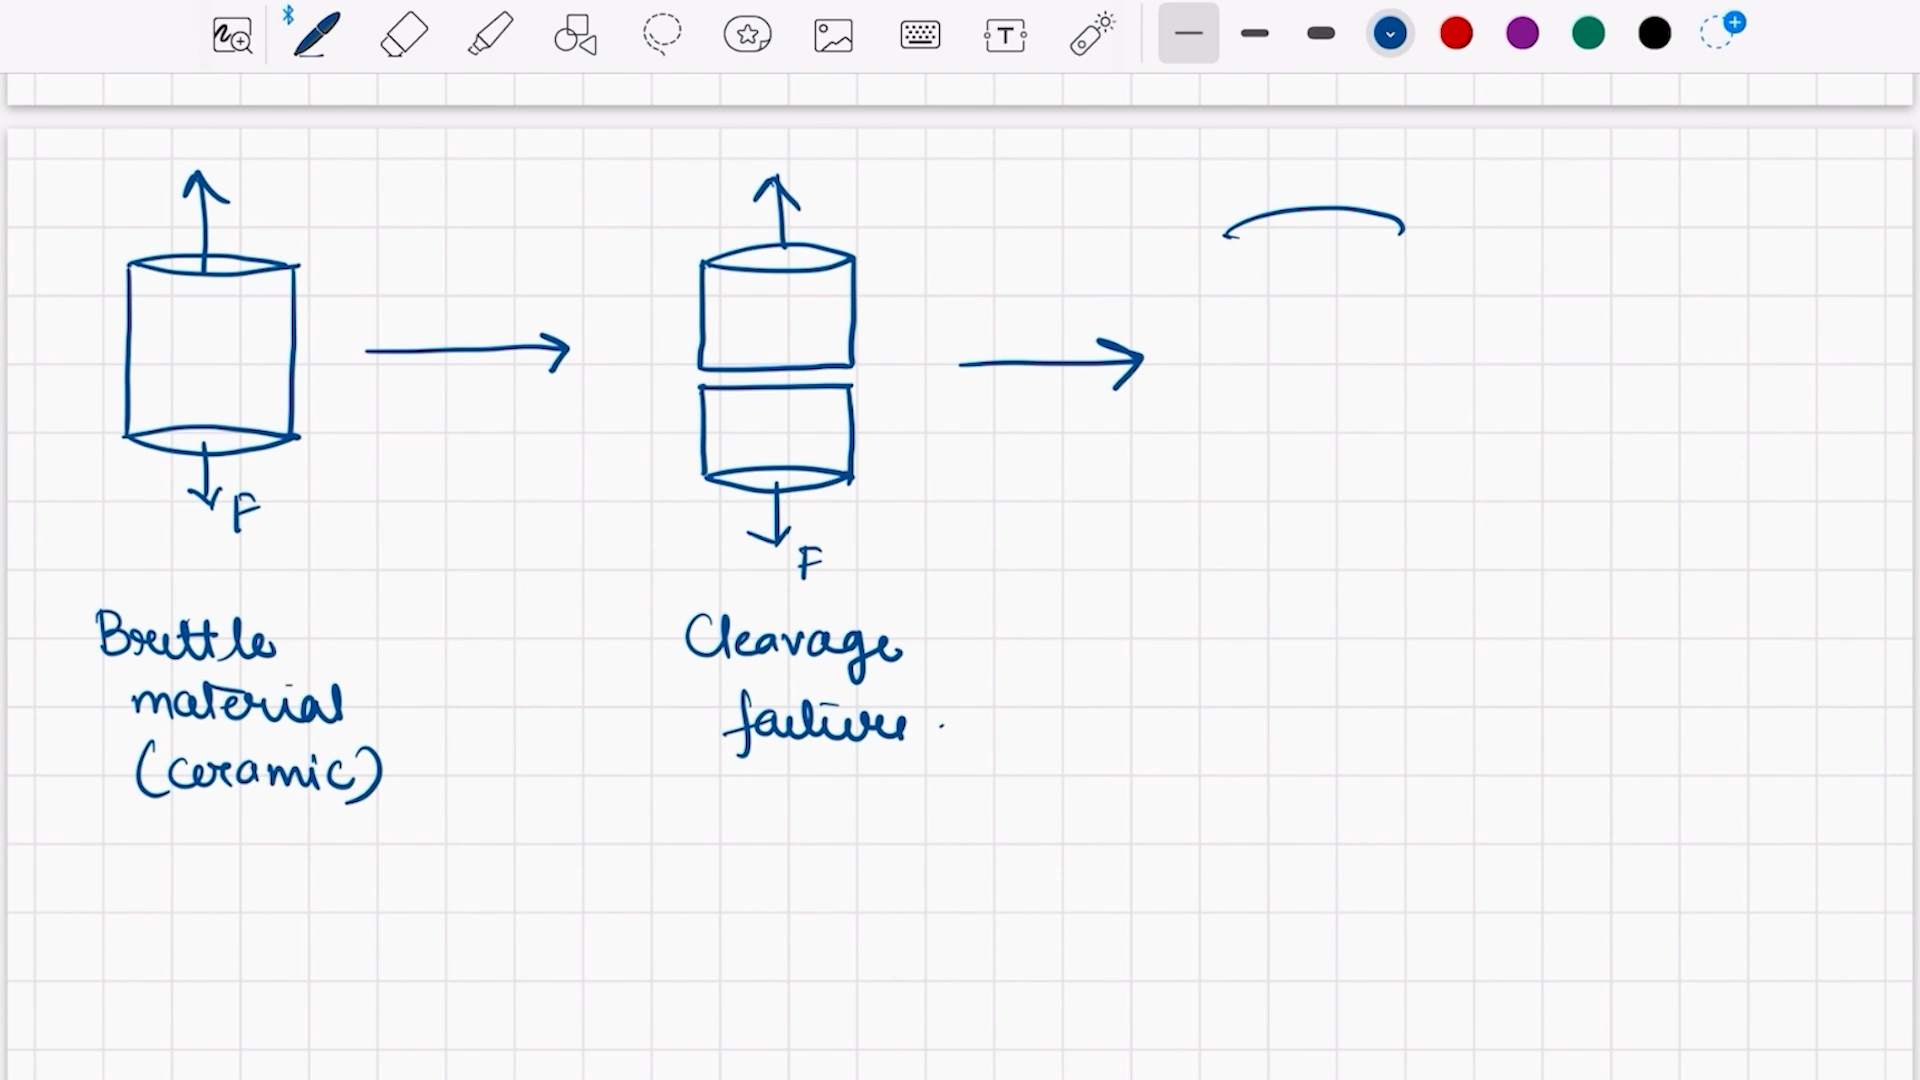 F
F
Brittle
material
(ceramic)
Cleavage
failure.